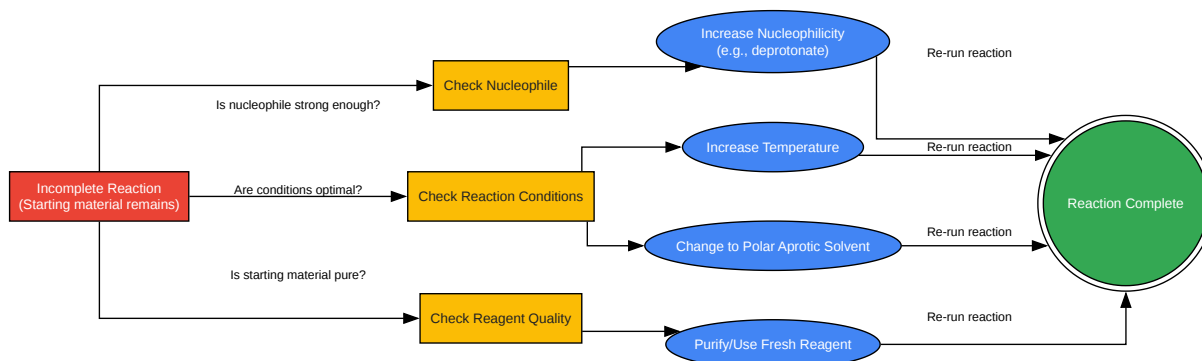 Increase Nucleophilicity
(e.g., deprotonate)
Re-run reaction
Check Nucleophile
Is nucleophile strong enough?
Increase Temperature
Re-run reaction
Incomplete Reaction
(Starting material remains)
Are conditions optimal?
Check Reaction Conditions
Reaction Complete
Change to Polar Aprotic Solvent
Re-run reaction
Is starting material pure?
Check Reagent Quality
Re-run reaction
Purify/Use Fresh Reagent